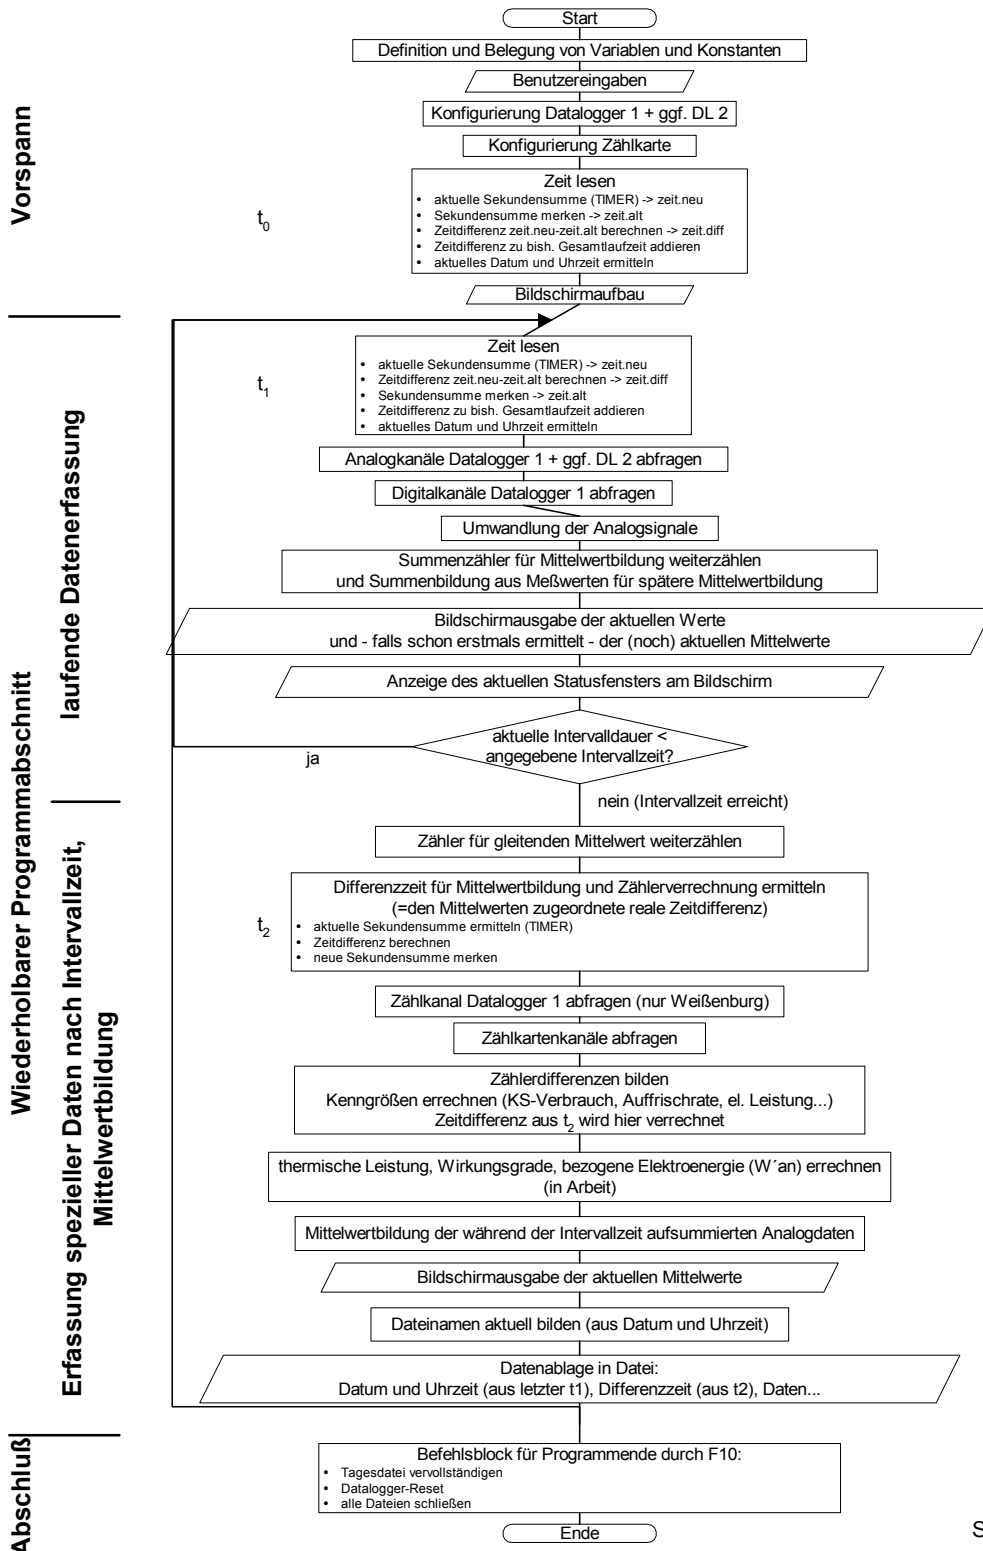 Start
Definition und Belegung von Variablen und Konstanten
Benutzereingaben
Konfigurierung Datalogger 1 + ggf. DL 2
Konfigurierung Zählkarte
Vorspann
t0
Zeit lesen
• aktuelle Sekundensumme (TIMER) -> zeit.neu
• Sekundensumme merken -> zeit.alt
• Zeitdifferenz zeit.neu-zeit.alt berechnen -> zeit.diff
• Zeitdifferenz zu bish. Gesamtlaufzeit addieren
• aktuelles Datum und Uhrzeit ermitteln
Bildschirmaufbau
Wiederholbarer Programmabschnitt
laufende Datenerfassung
t1
Zeit lesen
• aktuelle Sekundensumme (TIMER) -> zeit.neu
• Zeitdifferenz zeit.neu-zeit.alt berechnen -> zeit.diff
• Sekundensumme merken -> zeit.alt
• Zeitdifferenz zu bish. Gesamtlaufzeit addieren
• aktuelles Datum und Uhrzeit ermitteln
Analogkanäle Datalogger 1 + ggf. DL 2 abfragen
Digitalkanäle Datalogger 1 abfragen
Umwandlung der Analogsignale
Summenzähler für Mittelwertbildung weiterzählen
und Summenbildung aus Meßwerten für spätere Mittelwertbildung
Bildschirmausgabe der aktuellen Werte
und - falls schon erstmals ermittelt - der (noch) aktuellen Mittelwerte
Anzeige des aktuellen Statusfensters am Bildschirm
aktuelle Intervalldauer <
angegebene Intervallzeit?
ja
nein (Intervallzeit erreicht)
Erfassung spezieller Daten nach Intervallzeit,
Mittelwertbildung
Zähler für gleitenden Mittelwert weiterzählen
t2
Differenzzeit für Mittelwertbildung und Zählerverrechnung ermitteln
(=den Mittelwerten zugeordnete reale Zeitdifferenz)
• aktuelle Sekundensumme ermitteln (TIMER)
• Zeitdifferenz berechnen
• neue Sekundensumme merken
Zählkanal Datalogger 1 abfragen (nur Weißenburg)
Zählkartenkanäle abfragen
Zählerdifferenzen bilden
Kenngrößen errechnen (KS-Verbrauch, Auffrischrate, el. Leistung...)
Zeitdifferenz aus t2 wird hier verrechnet
thermische Leistung, Wirkungsgrade, bezogene Elektroenergie (W´an) errechnen
(in Arbeit)
Mittelwertbildung der während der Intervallzeit aufsummierten Analogdaten
Bildschirmausgabe der aktuellen Mittelwerte
Dateinamen aktuell bilden (aus Datum und Uhrzeit)
Datenablage in Datei:
Datum und Uhrzeit (aus letzter t1), Differenzzeit (aus t2), Daten...
Abschluß
Befehlsblock für Programmende durch F10:
• Tagesdatei vervollständigen
• Datalogger-Reset
• alle Dateien schließen
Ende
S